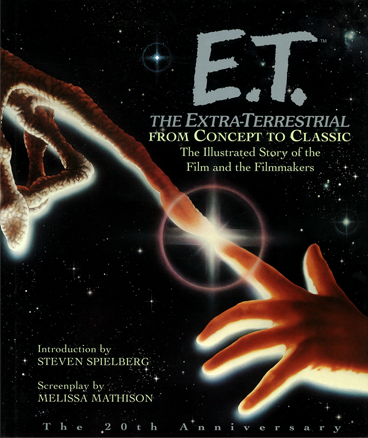 E.T.™
THE EXTRA-TERRESTRIAL
FROM CONCEPT TO CLASSIC
The Illustrated Story of the
Film and the Filmmakers
Introduction by
STEVEN SPIELBERG
Screenplay by
MELISSA MATHISON
The 20th Anniversary